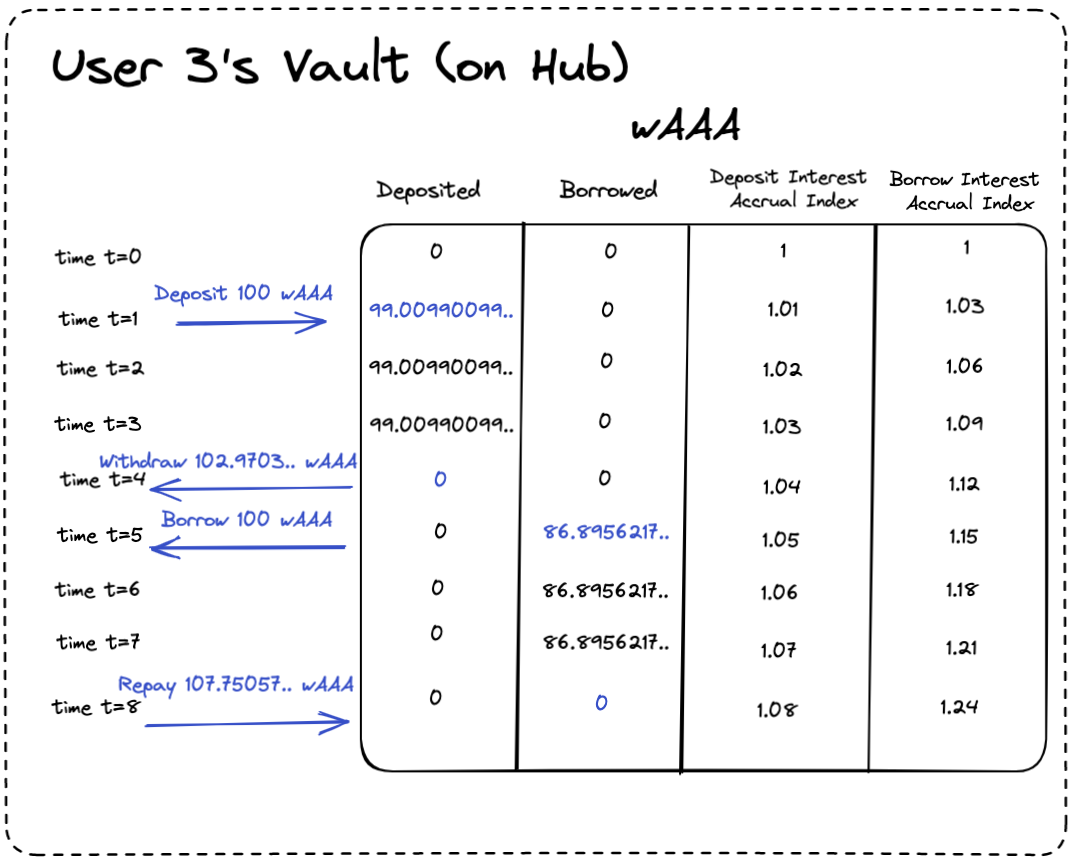 User 3's Vault (on Hub)
wAAA
Deposited Borrowed Deposit Interest Accrual Index Borrow Interest Accrual Index
time t=0 0 0 1 1
Deposit 100 wAAA
time t=1 99.00990099.. 0 1.01 1.03
time t=2 99.00990099.. 0 1.02 1.06
time t=3 99.00990099.. 0 1.03 1.09
Withdraw 102.9703.. wAAA
time t=4 0 0 1.04 1.12
Borrow 100 wAAA
time t=5 0 86.8956217.. 1.05 1.15
time t=6 0 86.8956217.. 1.06 1.18
time t=7 0 86.8956217.. 1.07 1.21
Repay 107.75057.. wAAA
time t=8 0 0 1.08 1.24